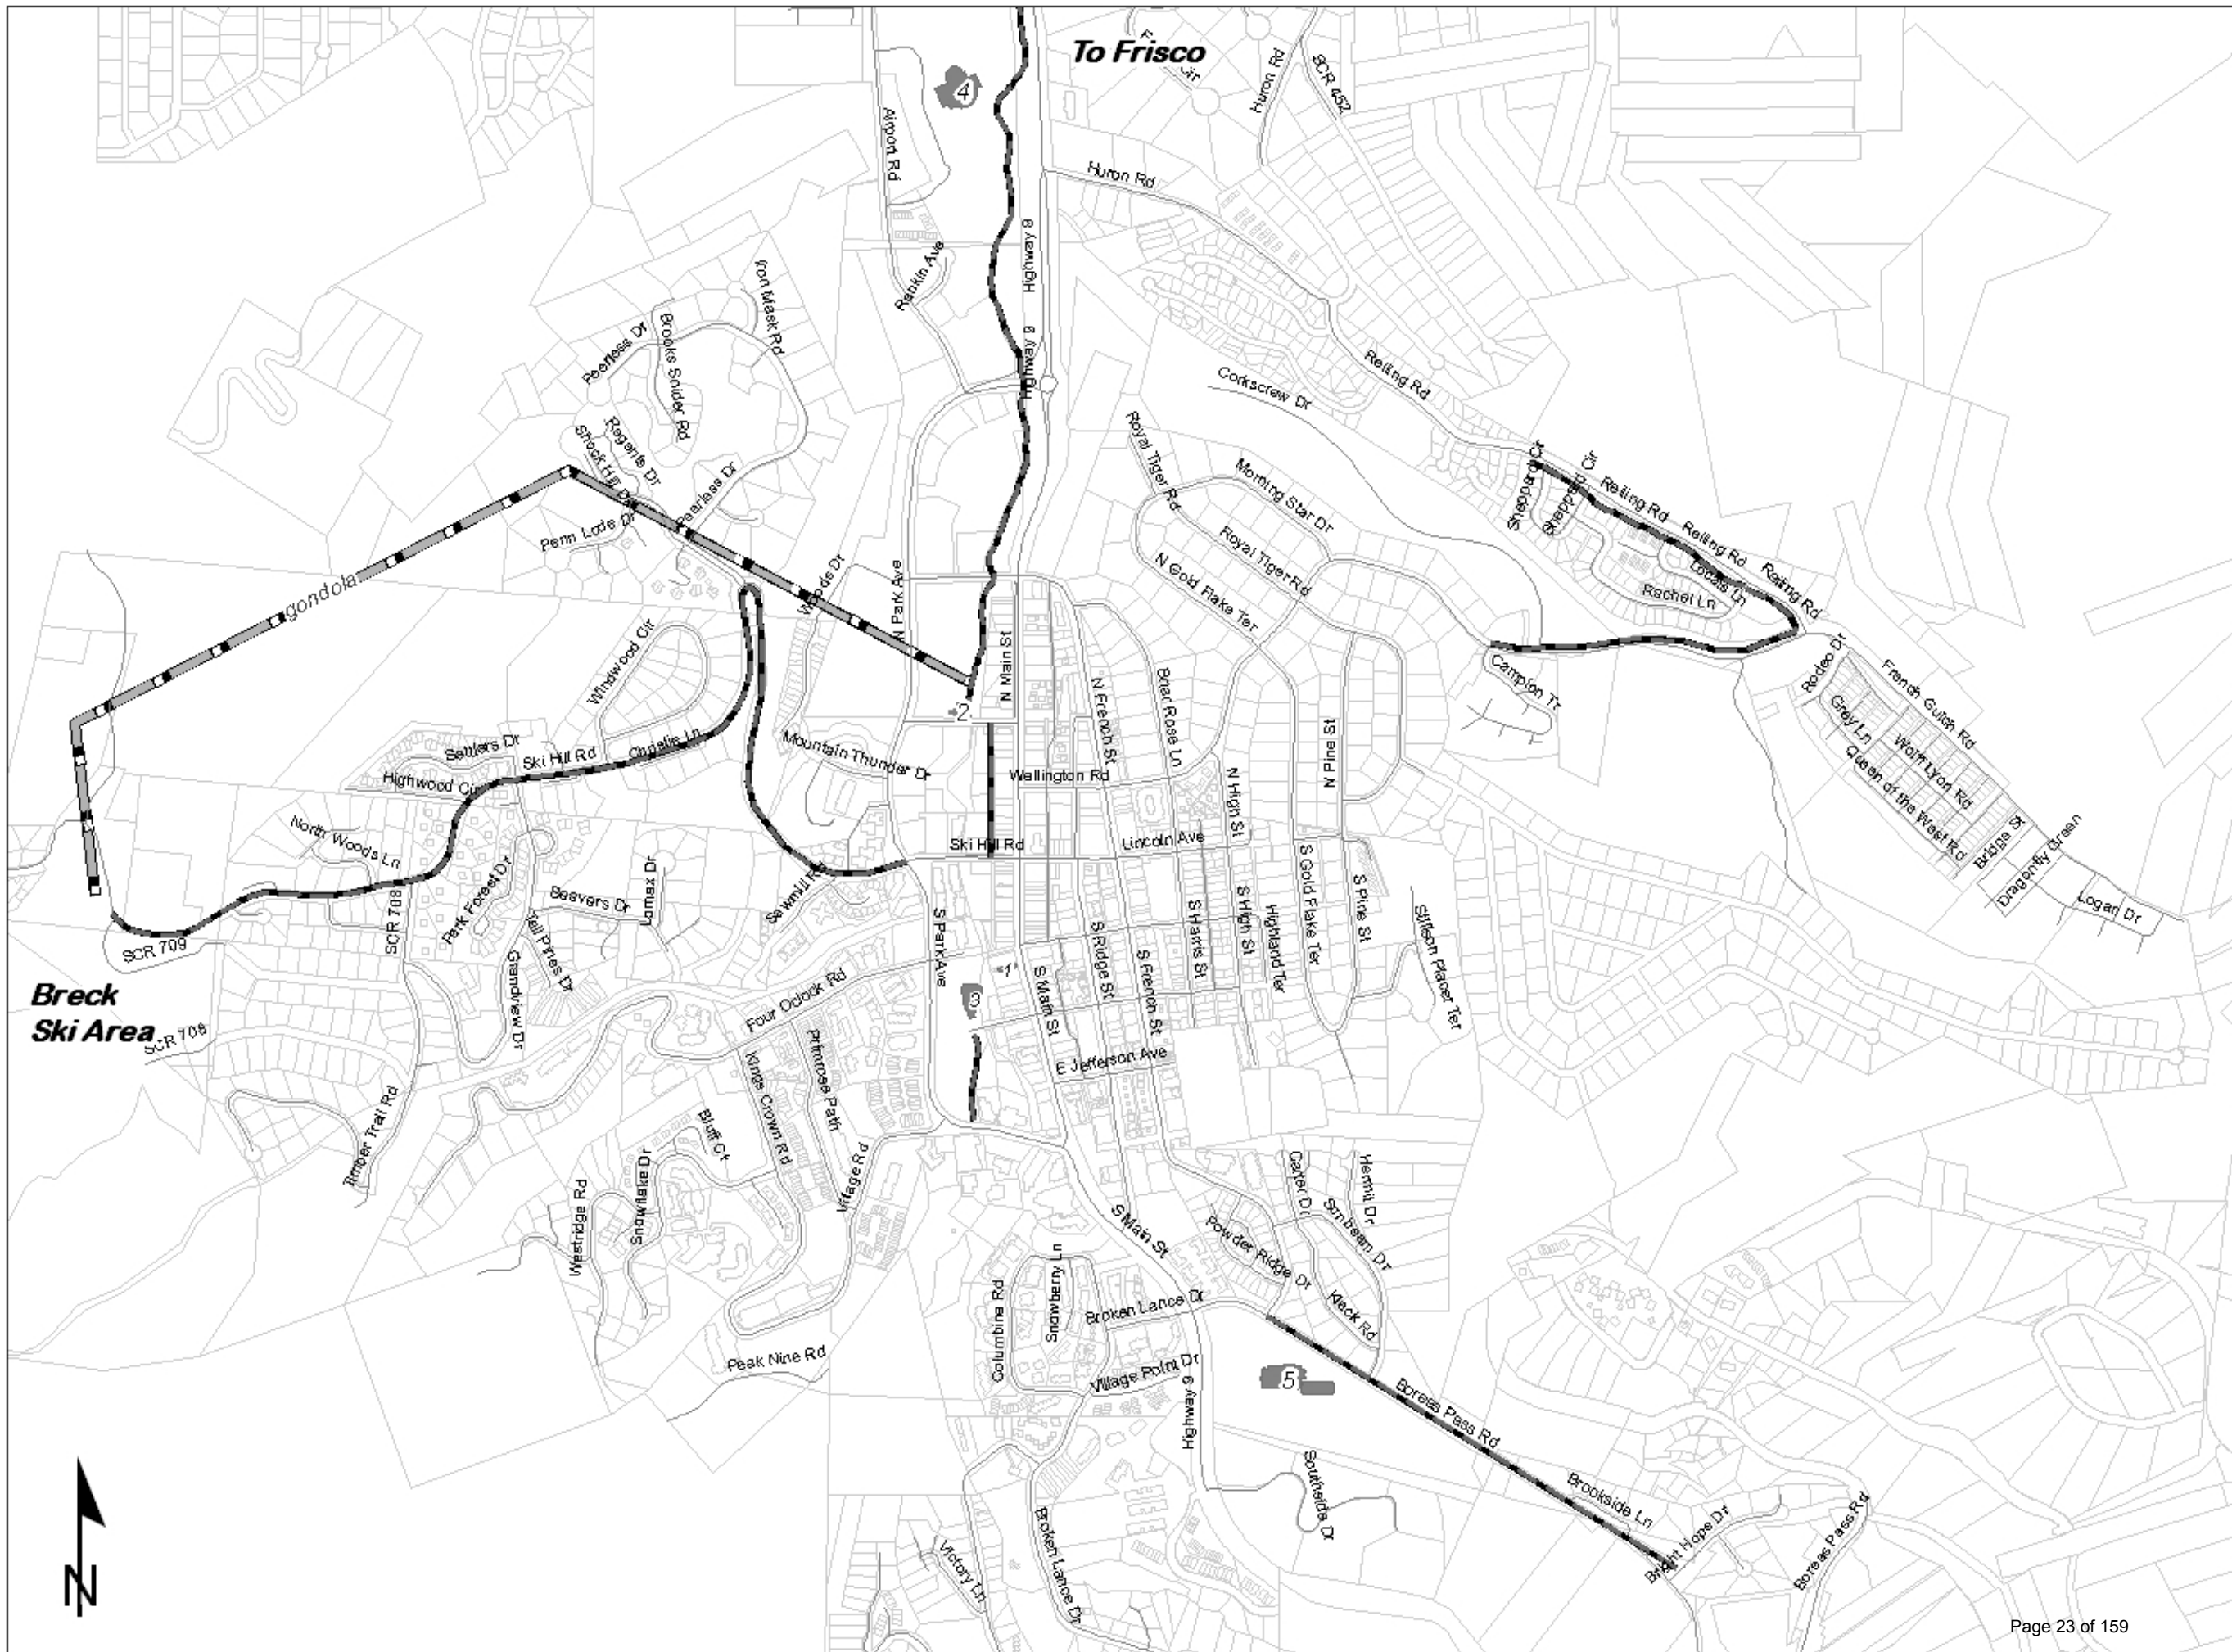 To Frisco
4
Huron Rd
SCR 452
Airport Rd
Huron Rd
Highway 9
Rankin Ave
Iron Mask Rd
Peerless Dr
Brooks Snider Rd
Highway 9
Reiling Rd
Corkscrew Dr
Regents Dr
Shock Hill Dr
Royal Tiger Rd
Morning Star Dr
Peerless Dr
Penn Lode Dr
Sheppard Cir
Sheppard Cir
Reiling Rd
Reiling Rd
Reiling Rd
Royal Tiger Rd
N Gold Flake Ter
Woods Dr
N Park Ave
gondola
Locals Ln
Rachel Ln
Windwood Cir
N Main St
N French St
Briar Rose Ln
Campion Tr
Rodeo Dr
French Gulch Rd
2
Grey Ln
Wolff Lyon Rd
Queen of the West Rd
Settlers Dr
Ski Hill Rd
Christie Ln
Mountain Thunder Dr
Wellington Rd
N High St
N Pine St
Highwood Cir
North Woods Ln
Ski Hill Rd
Lincoln Ave
Bridge St
Dragonfly Green
Logan Dr
Park Forest Dr
Beavers Dr
Lomax Dr
Sawmill Rd
SCR 708
S Gold Flake Ter
S Pine St
Stillson Placer Ter
SCR 709
Tall Pines Dr
Grandview Dr
S Park Ave
S Ridge St
S Harris St
S High St
Highland Ter
S French St
Breck
Ski Area
SCR 708
Four Oclock Rd
1
3
S Main St
E Jefferson Ave
Timber Trail Rd
Kings Crown Rd
Primrose Path
Bluff Ct
Village Rd
Westridge Rd
Snowflake Dr
Carter Dr
Hermit Dr
Sunbeam Dr
S Main St
Powder Ridge Dr
Klack Rd
Columbine Rd
Snowberry Ln
Broken Lance Dr
Peak Nine Rd
Village Point Dr
Highway 9
5
Boreas Pass Rd
Southside Dr
Brookside Ln
Bright Hope Dr
Boreas Pass Rd
Victory Ln
Broken Lance Dr
N
Page 23 of 159